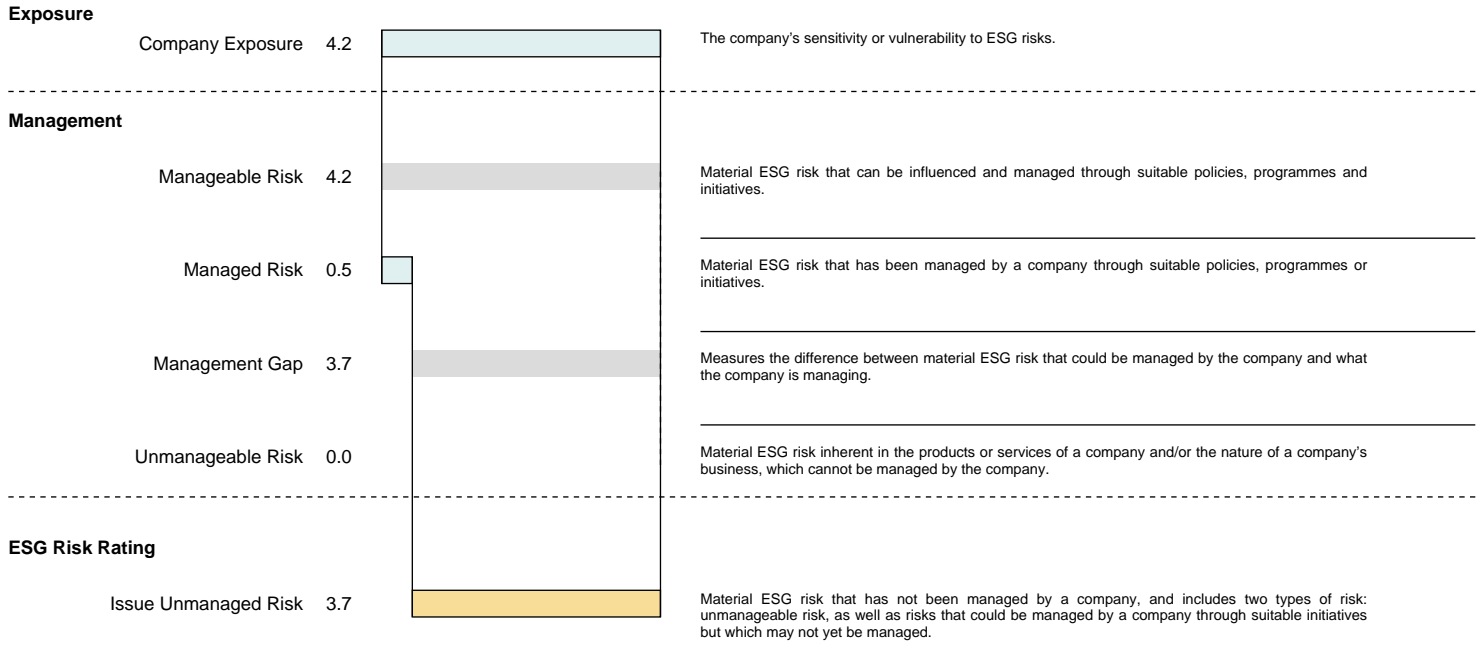 Exposure
Company Exposure 4.2
The company’s sensitivity or vulnerability to ESG risks.
Management
Manageable Risk 4.2
Material ESG risk that can be influenced and managed through suitable policies, programmes and
initiatives.
Managed Risk 0.5
Material ESG risk that has been managed by a company through suitable policies, programmes or
initiatives.
Management Gap 3.7
Measures the difference between material ESG risk that could be managed by the company and what
the company is managing.
Unmanageable Risk 0.0
Material ESG risk inherent in the products or services of a company and/or the nature of a company’s
business, which cannot be managed by the company.
ESG Risk Rating
Issue Unmanaged Risk 3.7
Material ESG risk that has not been managed by a company, and includes two types of risk:
unmanageable risk, as well as risks that could be managed by a company through suitable initiatives
but which may not yet be managed.